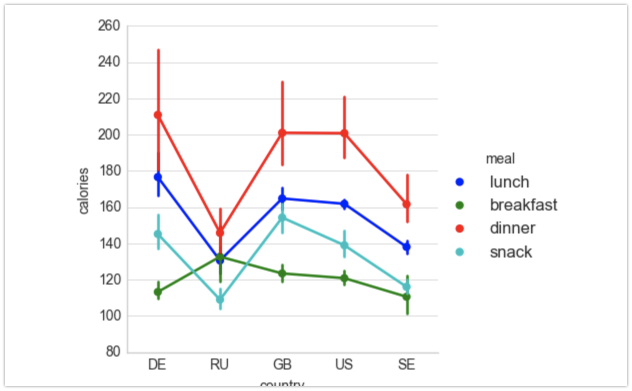 260
240
220
200
180
160
140
120
100
80
calories
DE RU GB US SE
country
meal
lunch
breakfast
dinner
snack